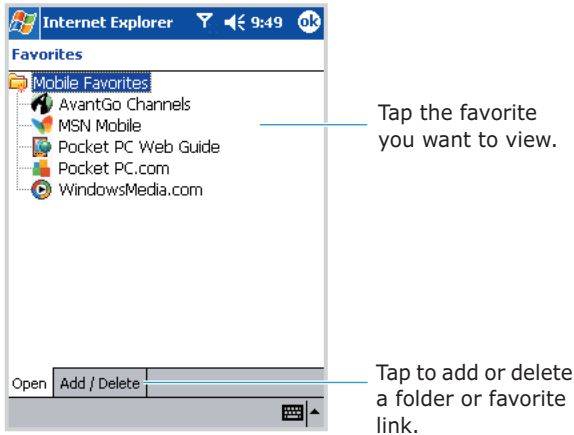 Internet Explorer 9:49 ok
Favorites
Mobile Favorites
AvantGo Channels
MSN Mobile
Pocket PC Web Guide
Pocket PC.com
WindowsMedia.com
Tap the favorite
you want to view.
Open Add / Delete
Tap to add or delete
a folder or favorite
link.